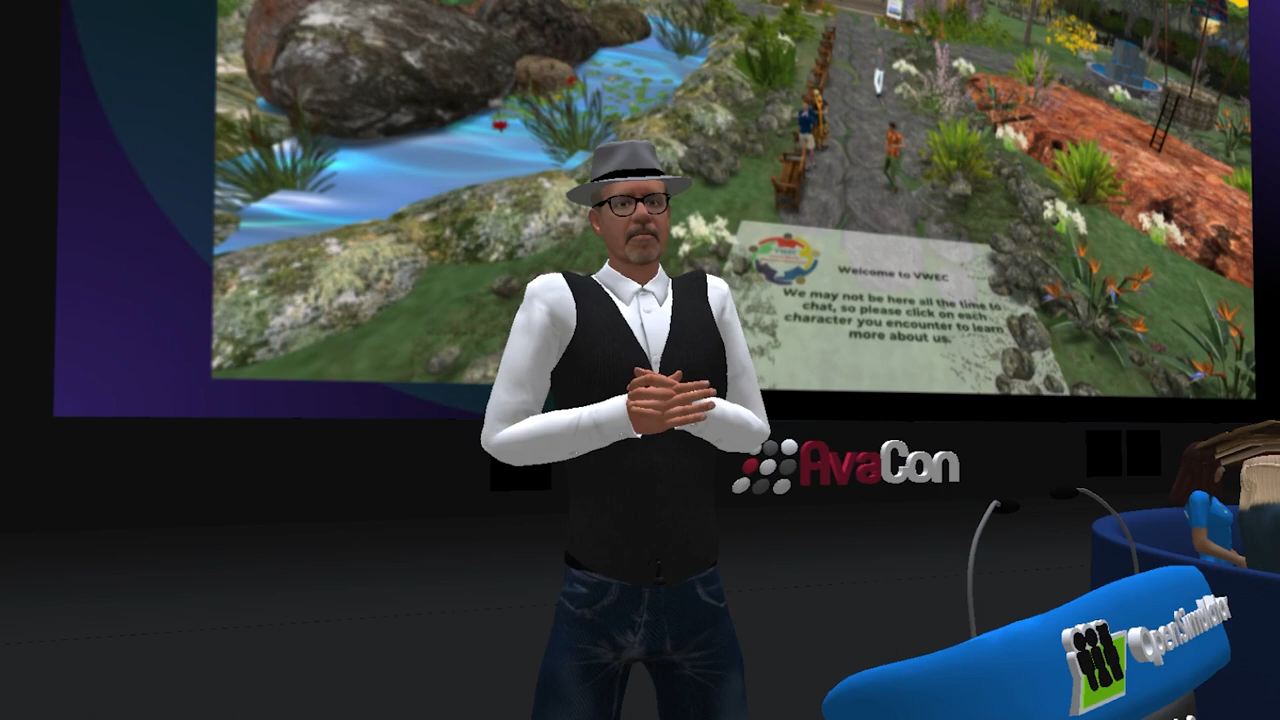 Welcome to VWEC
We may not be here all the time to
chat, so please click on each
character you encounter to learn
more about us.
AvaCon
OpenSimulator